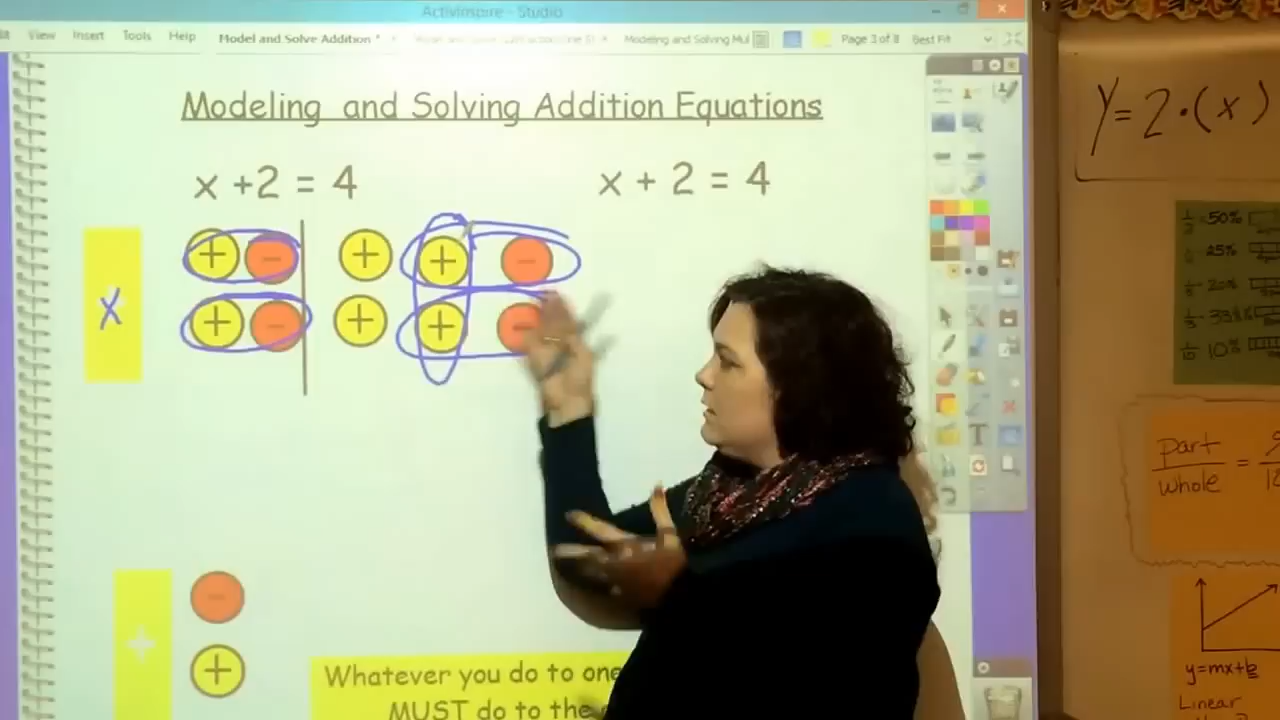 ActivInspire - Studio
View Insert Tools Help Model and Solve Addition * Modeling and Solving Mul Page 3 of 8 Best Fit
Modeling and Solving Addition Equations
x +2 = 4
x + 2 = 4
+ - + + -
+ - + + -
x
-
+
+
Whatever you do to one
MUST do to the
T
y=2·(x)
50%
25%
20%
10%
part
whole
=
y=mx+b
Linear